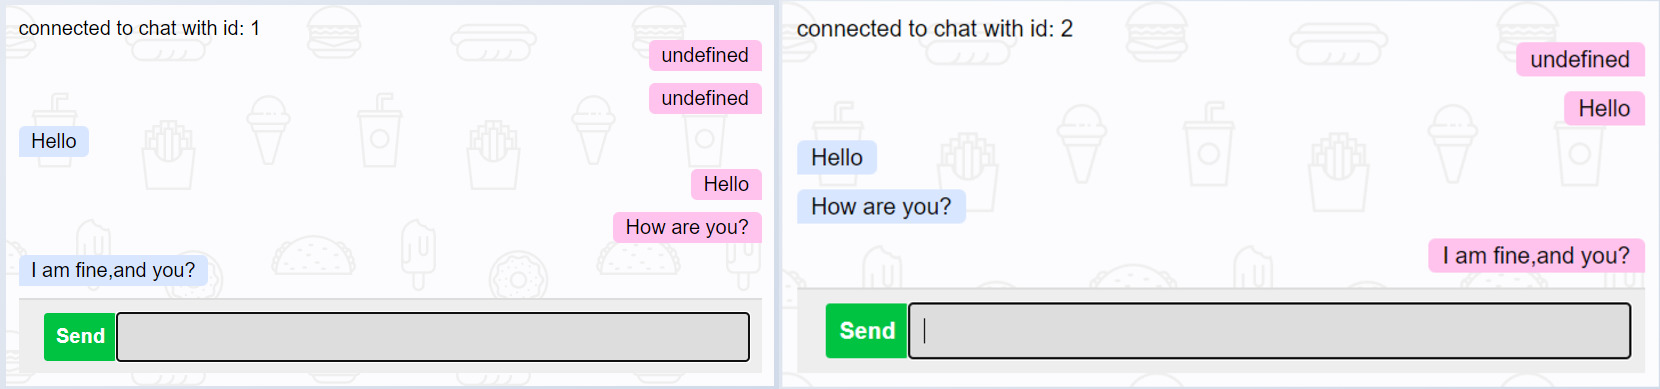 connected to chat with id: 1
undefined
undefined
Hello
Hello
How are you?
I am fine,and you?
Send
connected to chat with id: 2
undefined
Hello
Hello
How are you?
I am fine,and you?
Send